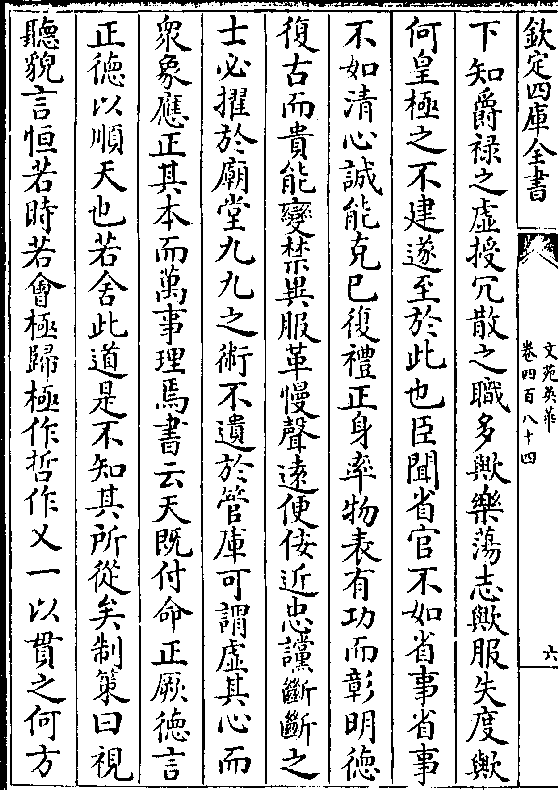 欽定四庫全書
文苑英華
卷四百八十四
六
下知爵禄之虚授冗散之職多歟樂蕩志歟服失度歟
何皇極之不建遂至於此也臣聞省官不如省事省事
不如清心誠能克已復禮正身率物表有功而彰明德
復古而貴能變禁異服革慢聲逺便佞近忠讜斷斷之
士必擢於廟堂九九之術不遺於管庫可謂虚其心而
衆象應正其本而萬事理焉書云天既付命正厥徳言
正徳以順天也若舍此道是不知其所從矣制策曰視
聽貌言恒若時若會極歸極作哲作乂一以貫之何方